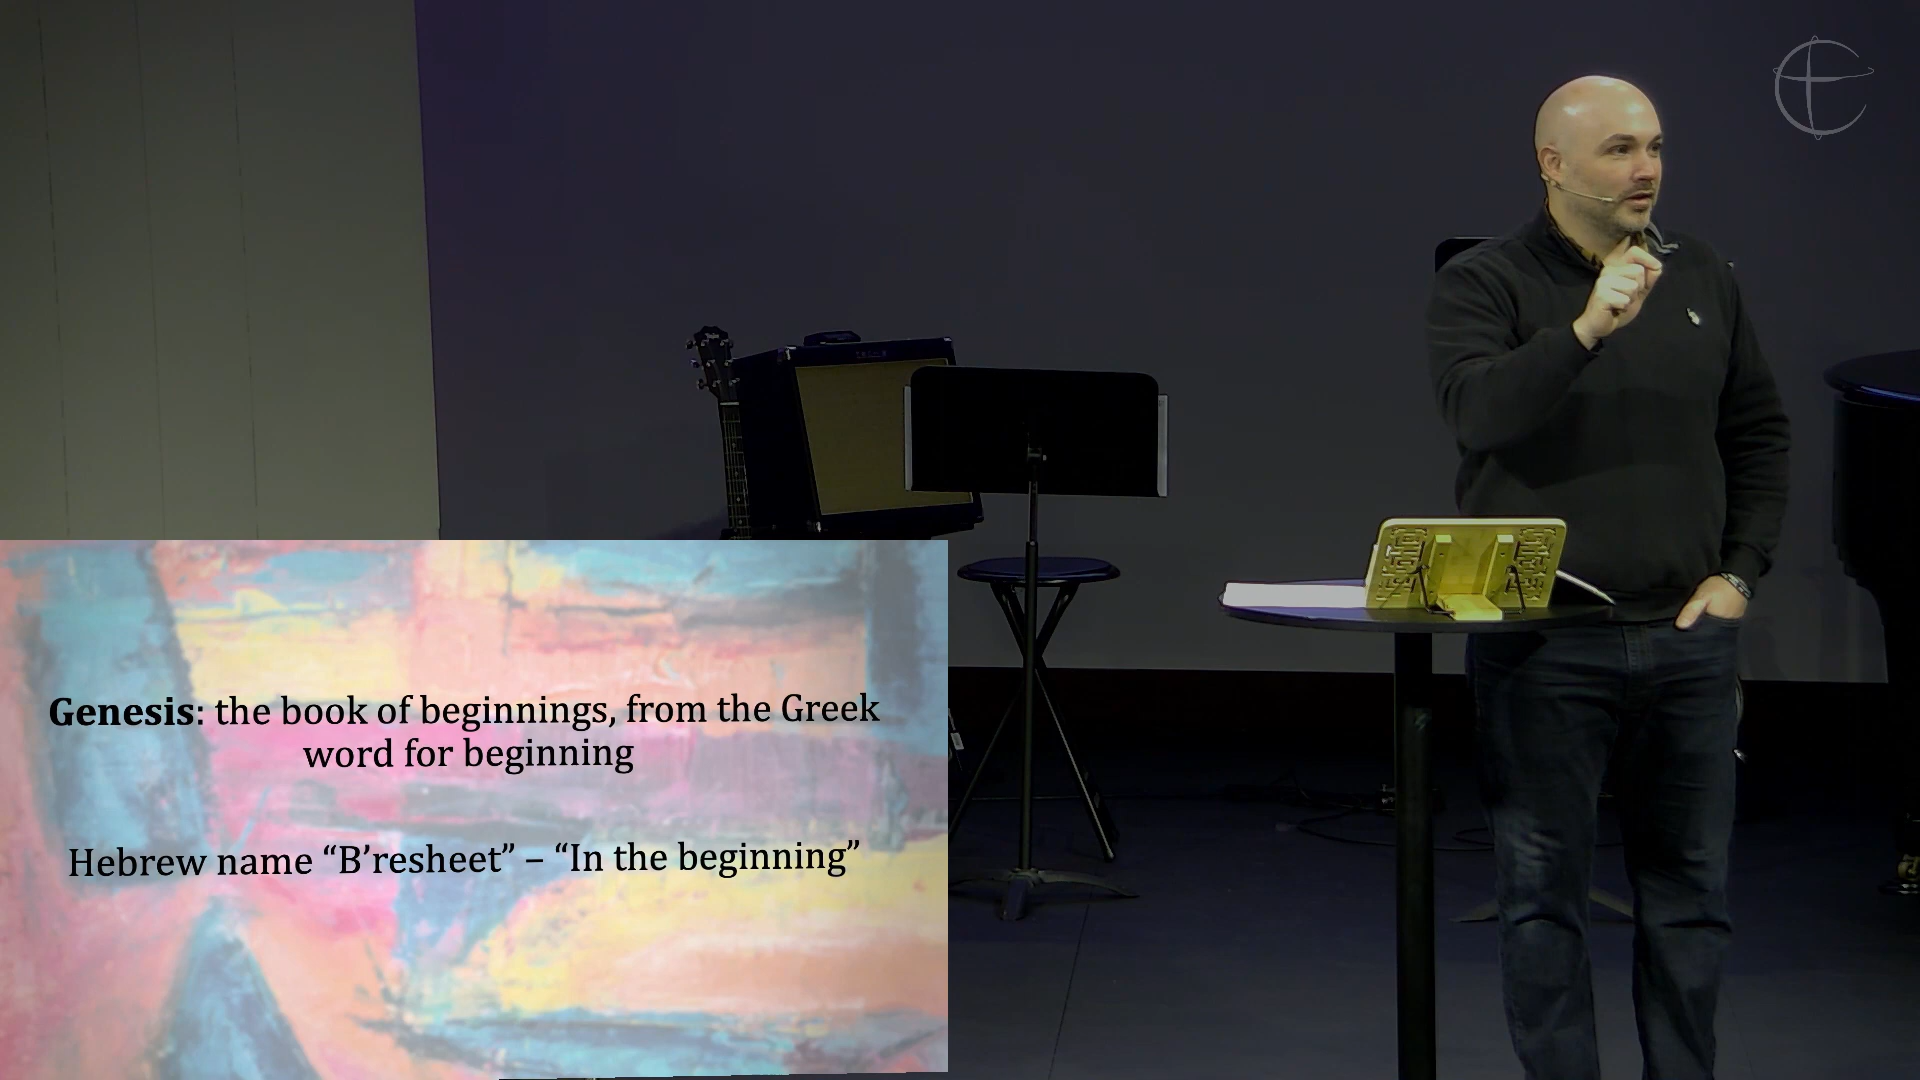 Genesis: the book of beginnings, from the Greek
word for beginning
Hebrew name “B’resheet” – “In the beginning”